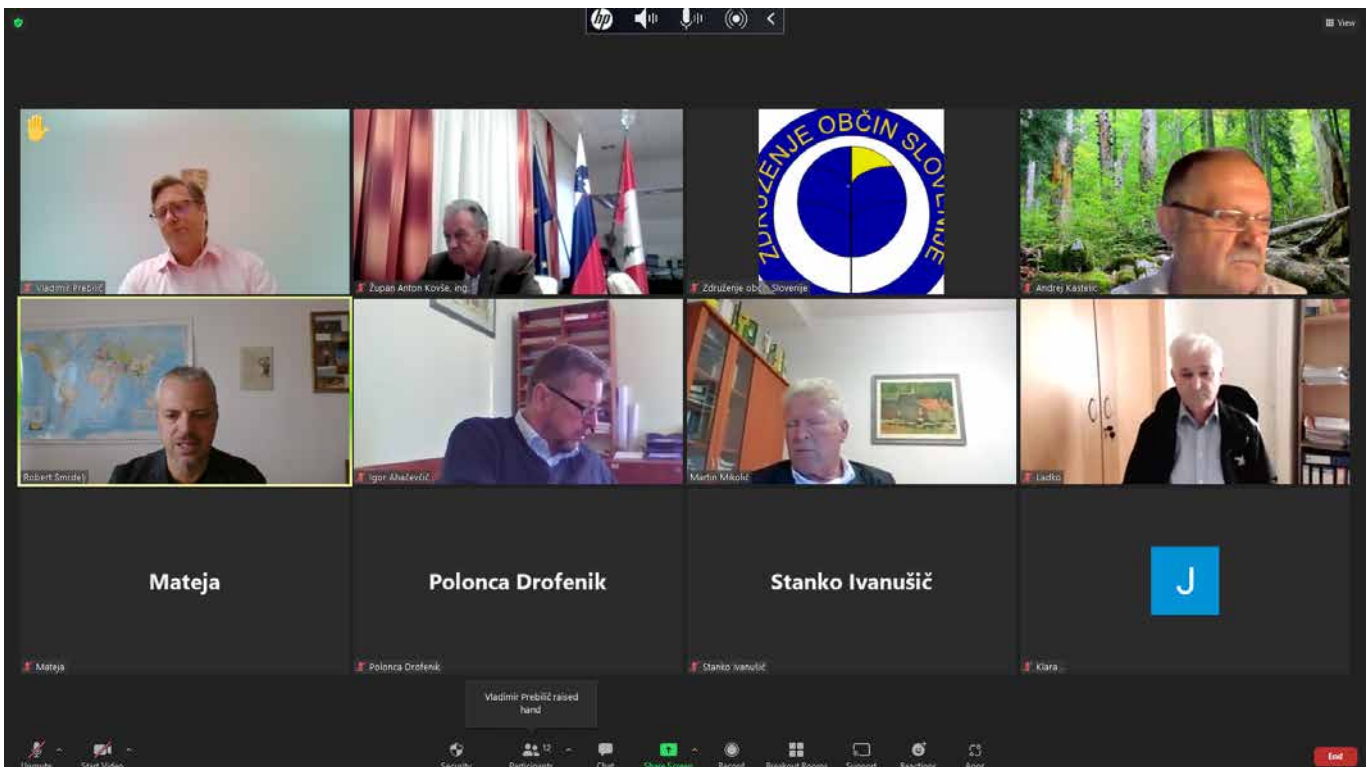 hp
View
ZDRUŽENJE OBČIN SLOVENIJE
Vladimir Prebilič
Župan Anton Kovše, ing.
Združenje občin Slovenije
Andrej Kastelic
Robert Smrdelj
Igor Ahačevčič
Martin Mikolič
Ladko
Mateja
Polonca Drofenik
Stanko Ivanušič
J
Mateja
Polonca Drofenik
Stanko Ivanušič
Klara
Vladimir Prebilič raised
hand
12
Unmute
Start Video
Security
Participants
Chat
Share Screen
Record
Breakout Rooms
Support
Reactions
Apps
End